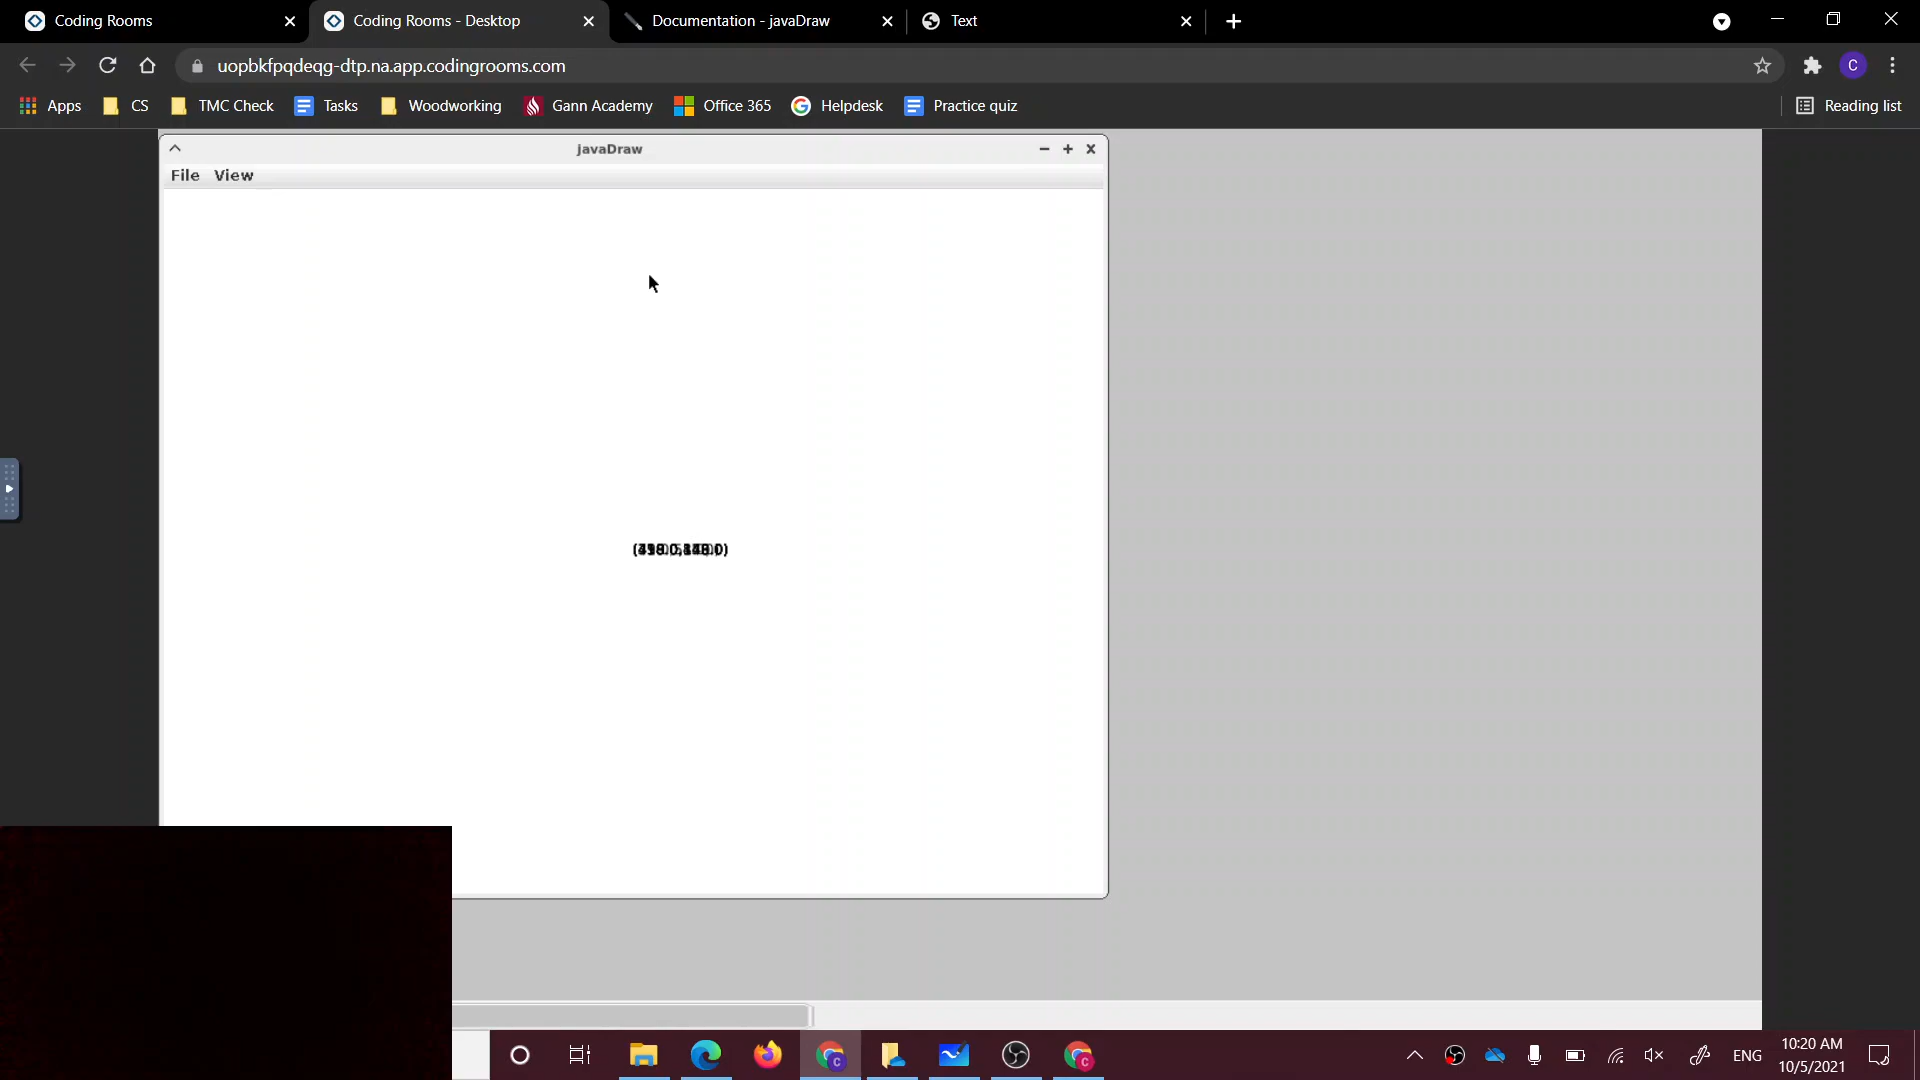 Coding Rooms
Coding Rooms - Desktop
Documentation - javaDraw
Text
uopbkfpqdeqg-dtp.na.app.codingrooms.com
C
Apps
CS
TMC Check
Tasks
Woodworking
Gann Academy
Office 365
Helpdesk
Practice quiz
Reading list
javaDraw
File View
ENG
10:20 AM
10/5/2021